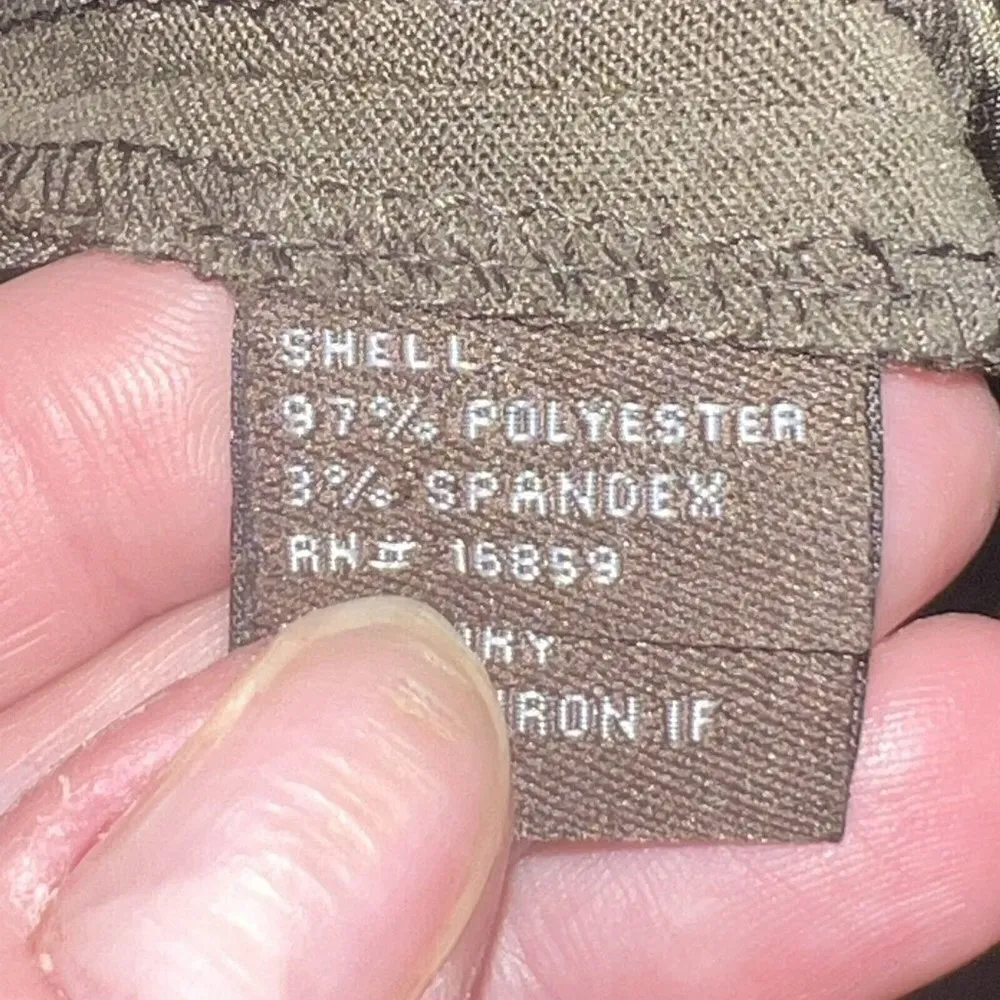 SHELL:
97% POLYESTER
3% SPANDEX
RN# 16859
IRON IF